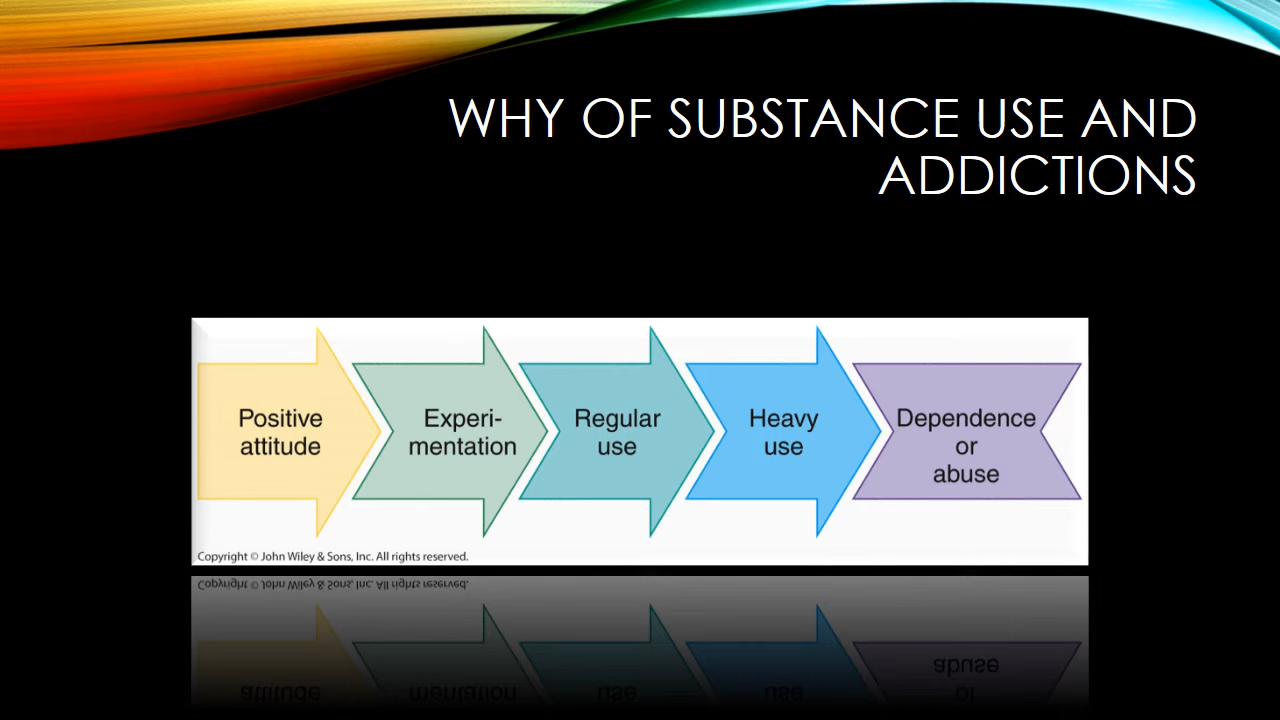 WHY OF SUBSTANCE USE AND
ADDICTIONS
Positive
attitude
Experi-
mentation
Regular
use
Heavy
use
Dependence
or
abuse
Copyright © John Wiley & Sons, Inc. All rights reserved.